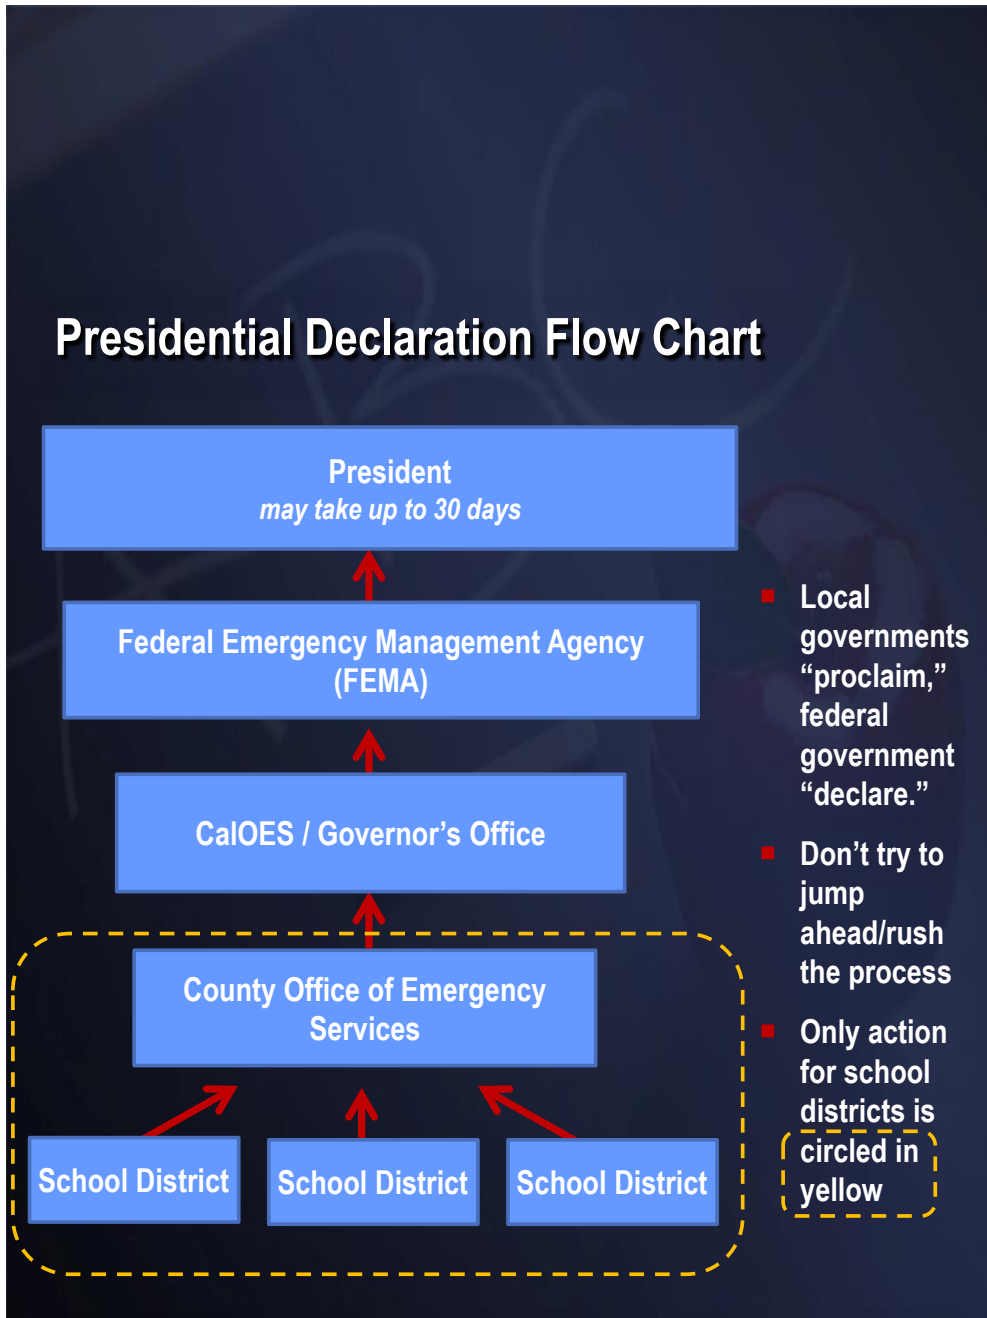 Presidential Declaration Flow Chart
President
may take up to 30 days
Federal Emergency Management Agency
(FEMA)
CalOES / Governor’s Office
County Office of Emergency
Services
School District
School District
School District
Local
governments
“proclaim,”
federal
government
“declare.”
Don’t try to
jump
ahead/rush
the process
Only action
for school
districts is
circled in
yellow